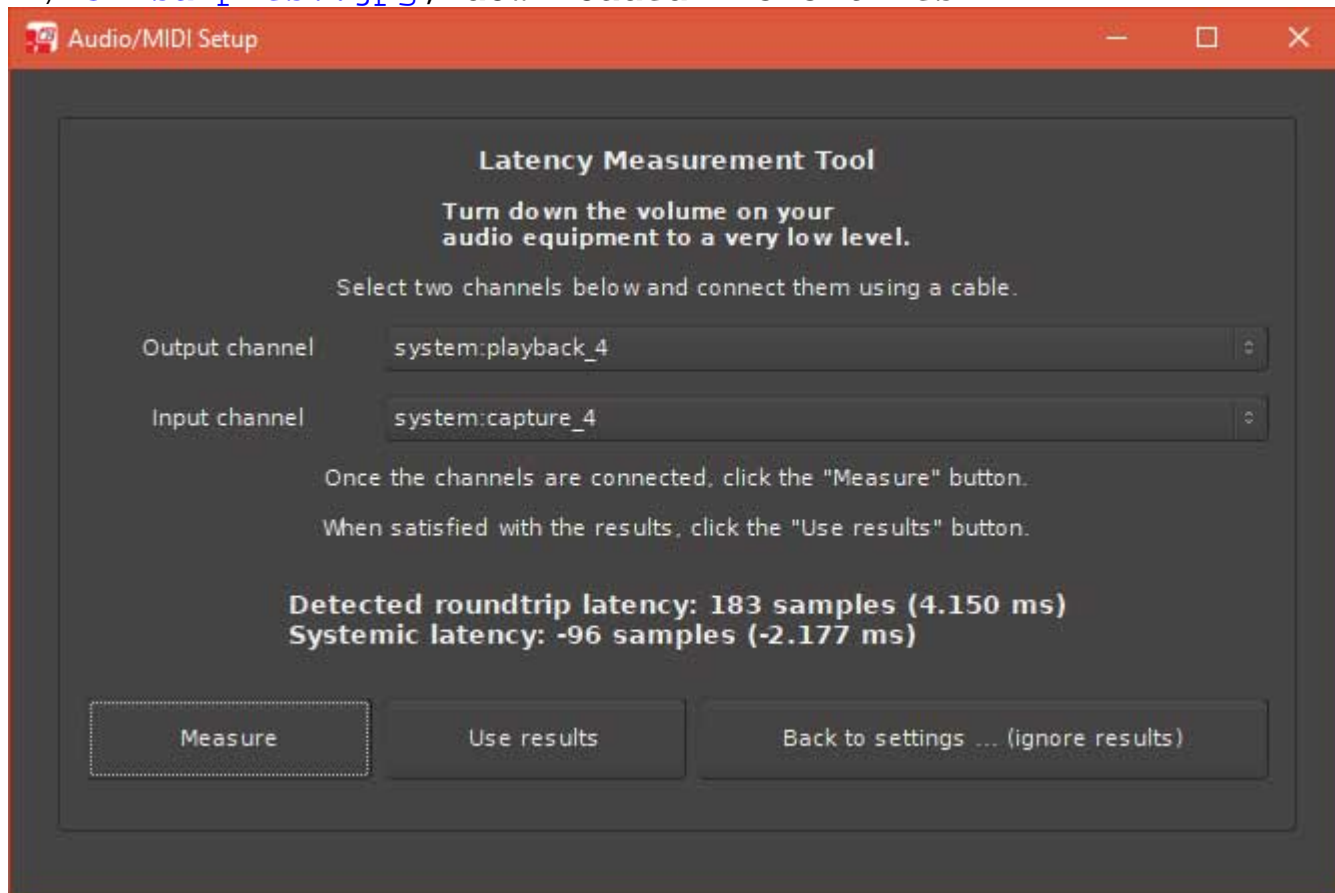 Audio/MIDI Setup
Latency Measurement Tool
Turn down the volume on your
audio equipment to a very low level.
Select two channels below and connect them using a cable.
Output channel system:playback_4
Input channel system:capture_4
Once the channels are connected, click the "Measure" button.
When satisfied with the results, click the "Use results" button.
Detected roundtrip latency: 183 samples (4.150 ms)
Systemic latency: -96 samples (-2.177 ms)
Measure Use results Back to settings ... (ignore results)